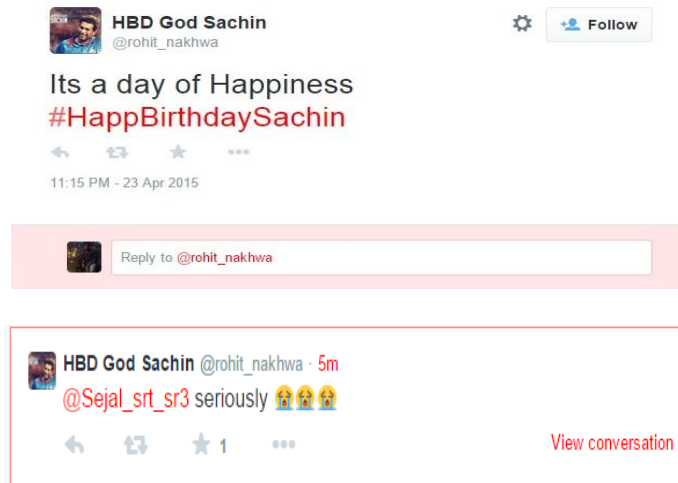 HBD God Sachin
@rohit_nakhwa
Follow
Its a day of Happiness
#HappBirthdaySachin
11:15 PM - 23 Apr 2015
Reply to @rohit_nakhwa
HBD God Sachin @rohit_nakhwa · 5m
@Sejal_srt_sr3 seriously 😭😭😭
1
View conversation